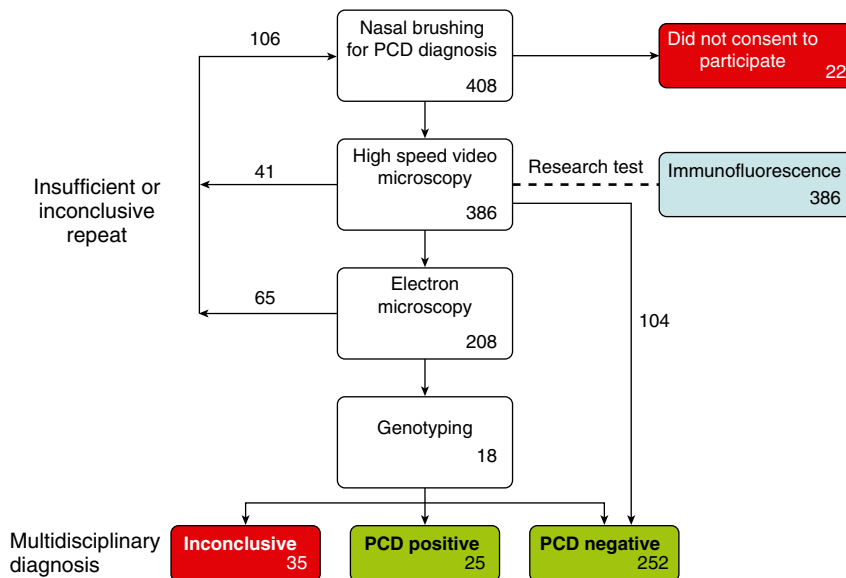 106
Nasal brushing
for PCD diagnosis
408
Did not consent to
participate
22
Insufficient or
inconclusive
repeat
41
High speed video
microscopy
386
Research test
Immunofluorescence
386
65
Electron
microscopy
208
104
Genotyping
18
Multidisciplinary
diagnosis
Inconclusive
35
PCD positive
25
PCD negative
252